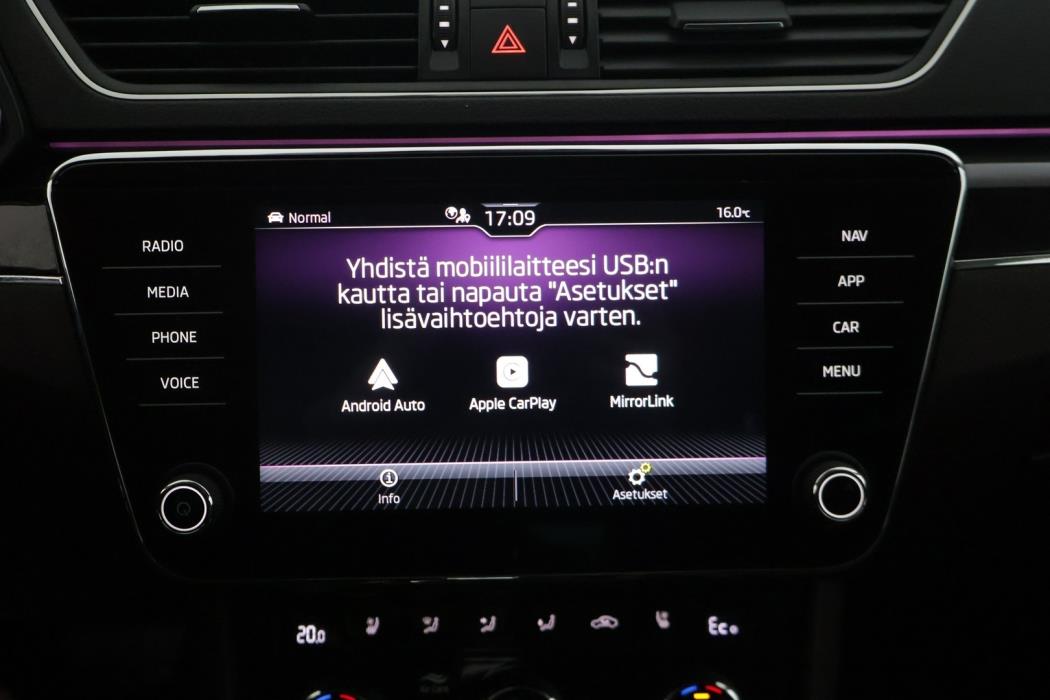 Normal
17:09
16.0°C
RADIO
MEDIA
PHONE
VOICE
Yhdistä mobiililaitteesi USB:n
kautta tai napauta "Asetukset"
lisävaihtoehtoja varten.
Android Auto
Apple CarPlay
MirrorLink
Info
Asetukset
NAV
APP
CAR
MENU
20.0